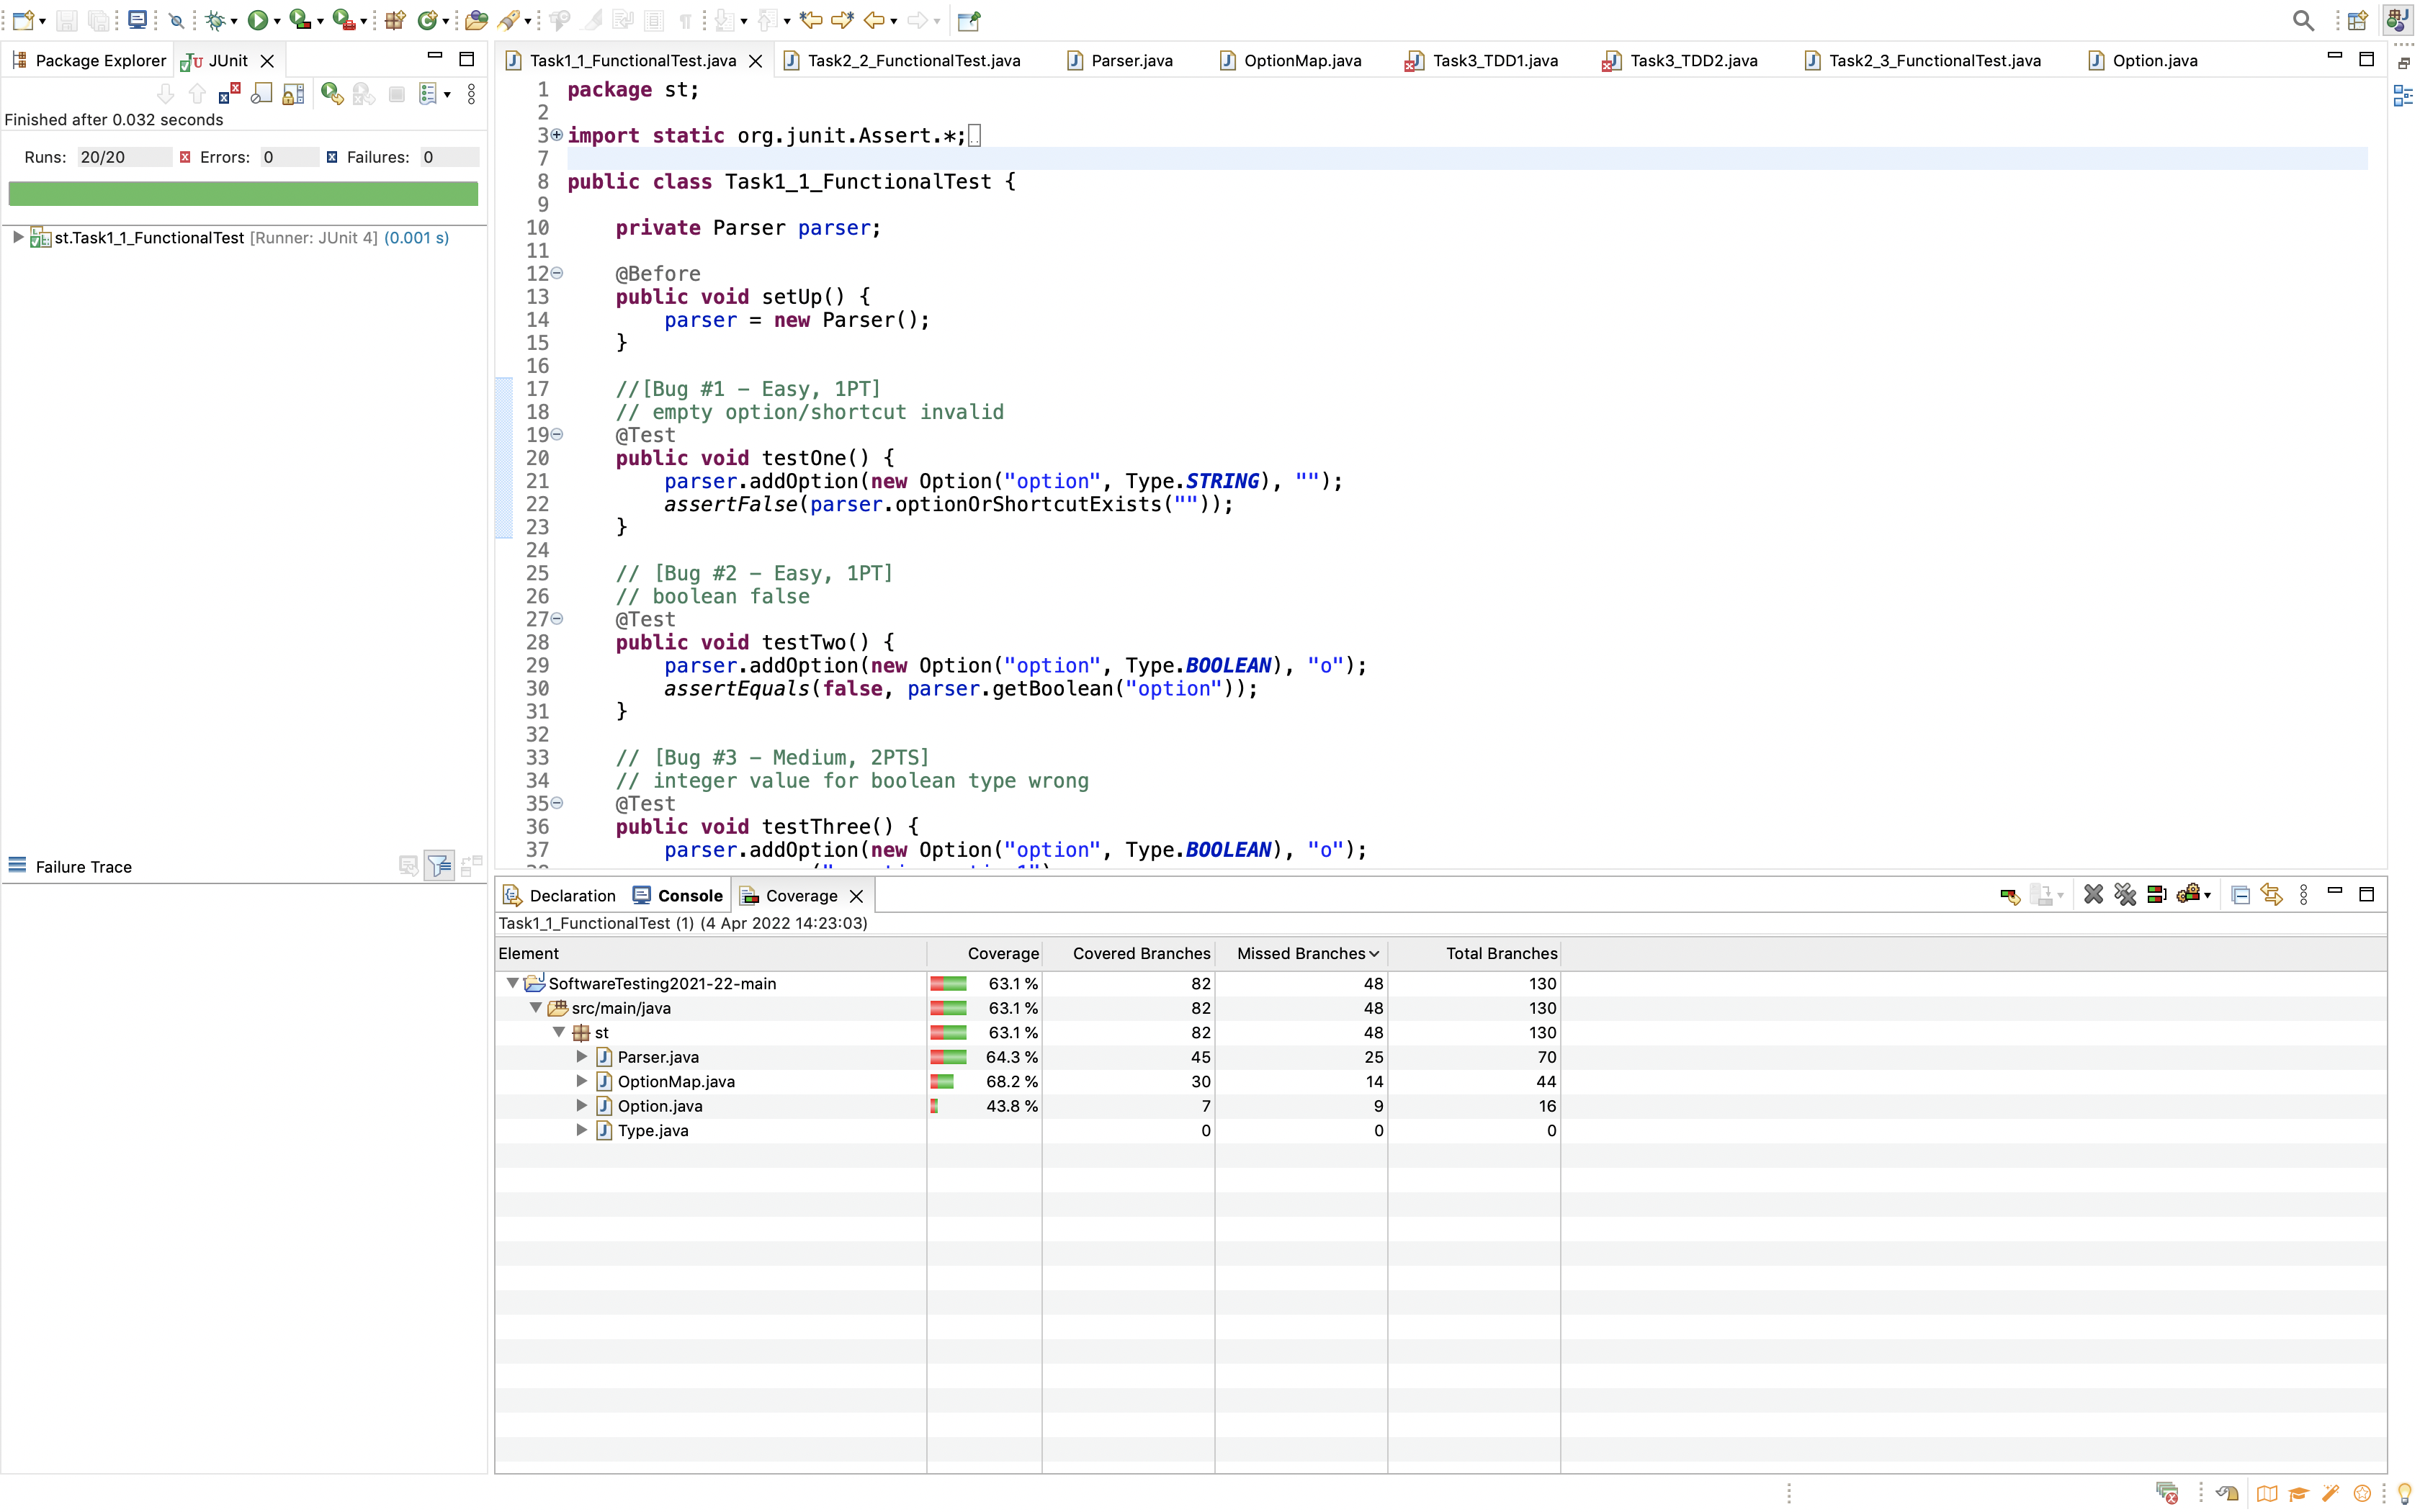 Package Explorer JUnit
Finished after 0.032 seconds
Runs: 20/20 Errors: 0 Failures: 0
st.Task1_1_FunctionalTest [Runner: JUnit 4] (0.001 s)
Failure Trace
Task1_1_FunctionalTest.java Task2_2_FunctionalTest.java Parser.java OptionMap.java Task3_TDD1.java Task3_TDD2.java Task2_3_FunctionalTest.java Option.java
1 package st;
2
3 import static org.junit.Assert.*;
7
8 public class Task1_1_FunctionalTest {
9
10 private Parser parser;
11
12 @Before
13 public void setUp() {
14 parser = new Parser();
15 }
16
17 //[Bug #1 – Easy, 1PT]
18 // empty option/shortcut invalid
19 @Test
20 public void testOne() {
21 parser.addOption(new Option("option", Type.STRING), "");
22 assertFalse(parser.optionOrShortcutExists(""));
23 }
24
25 // [Bug #2 – Easy, 1PT]
26 // boolean false
27 @Test
28 public void testTwo() {
29 parser.addOption(new Option("option", Type.BOOLEAN), "o");
30 assertEquals(false, parser.getBoolean("option"));
31 }
32
33 // [Bug #3 – Medium, 2PTS]
34 // integer value for boolean type wrong
35 @Test
36 public void testThree() {
37 parser.addOption(new Option("option", Type.BOOLEAN), "o");
Declaration Console Coverage
Task1_1_FunctionalTest (1) (4 Apr 2022 14:23:03)
Element Coverage Covered Branches Missed Branches Total Branches
SoftwareTesting2021-22-main 63.1 % 82 48 130
src/main/java 63.1 % 82 48 130
st 63.1 % 82 48 130
Parser.java 64.3 % 45 25 70
OptionMap.java 68.2 % 30 14 44
Option.java 43.8 % 7 9 16
Type.java 0 0 0